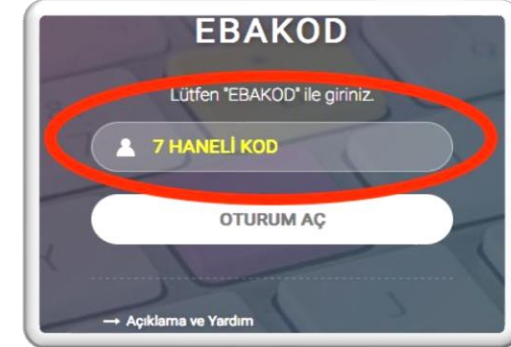 EBAKOD
Lütfen "EBAKOD" ile giriniz.
7 HANELİ KOD
OTURUM AÇ
→ Açıklama ve Yardım